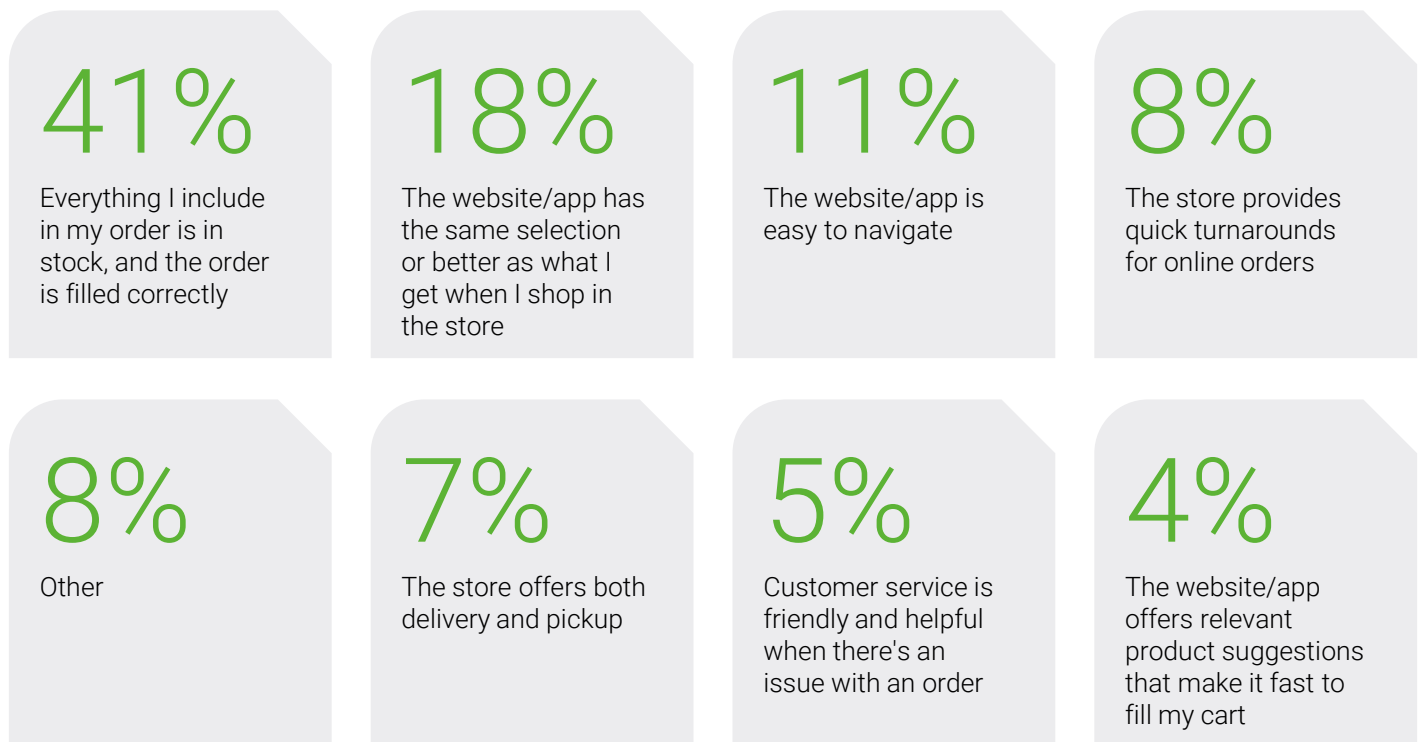 41%
Everything I include
in my order is in
stock, and the order
is filled correctly
18%
The website/app has
the same selection
or better as what I
get when I shop in
the store
11%
The website/app is
easy to navigate
8%
The store provides
quick turnarounds
for online orders
8%
Other
7%
The store offers both
delivery and pickup
5%
Customer service is
friendly and helpful
when there's an
issue with an order
4%
The website/app
offers relevant
product suggestions
that make it fast to
fill my cart